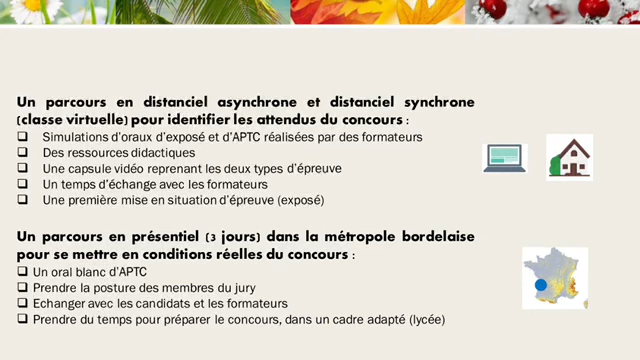 Un parcours en distanciel asynchrone et distanciel synchrone
(classe virtuelle) pour identifier les attendus du concours :
❑ Simulations d'oraux d'exposé et d'APTC réalisées par des formateurs
❑ Des ressources didactiques
❑ Une capsule vidéo reprenant les deux types d'épreuve
❑ Un temps d'échange avec les formateurs
❑ Une première mise en situation d'épreuve (exposé)
Un parcours en présentiel (3 jours) dans la métropole bordelaise
pour se mettre en conditions réelles du concours :
❑ Un oral blanc d'APTC
❑ Prendre la posture des membres du jury
❑ Echanger avec les candidats et les formateurs
❑ Prendre du temps pour préparer le concours, dans un cadre adapté (lycée)